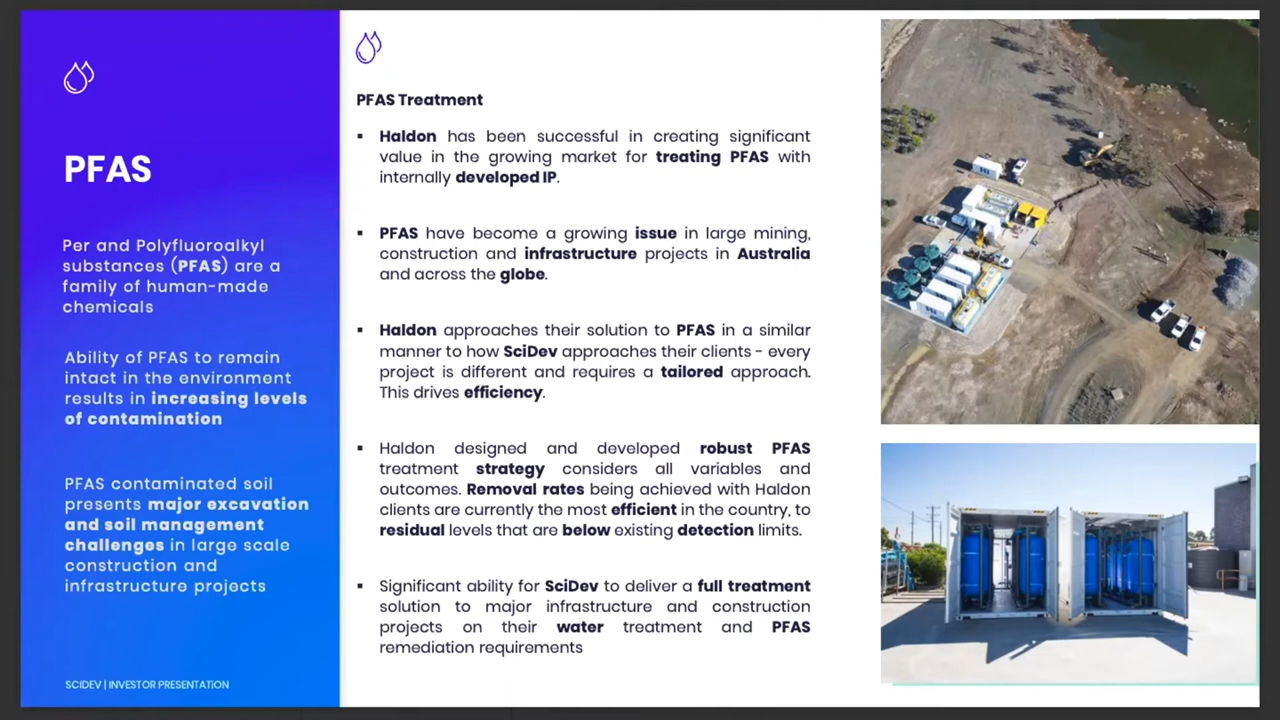 PFAS
Per and Polyfluoroalkyl
substances (PFAS) are a
family of human-made
chemicals
Ability of PFAS to remain
intact in the environment
results in increasing levels
of contamination
PFAS contaminated soil
presents major excavation
and soil management
challenges in large scale
construction and
infrastructure projects
SCIDEV | INVESTOR PRESENTATION
PFAS Treatment
▪ Haldon has been successful in creating significant
value in the growing market for treating PFAS with
internally developed IP.
▪ PFAS have become a growing issue in large mining,
construction and infrastructure projects in Australia
and across the globe.
▪ Haldon approaches their solution to PFAS in a similar
manner to how SciDev approaches their clients - every
project is different and requires a tailored approach.
This drives efficiency.
▪ Haldon designed and developed robust PFAS
treatment strategy considers all variables and
outcomes. Removal rates being achieved with Haldon
clients are currently the most efficient in the country, to
residual levels that are below existing detection limits.
▪ Significant ability for SciDev to deliver a full treatment
solution to major infrastructure and construction
projects on their water treatment and PFAS
remediation requirements